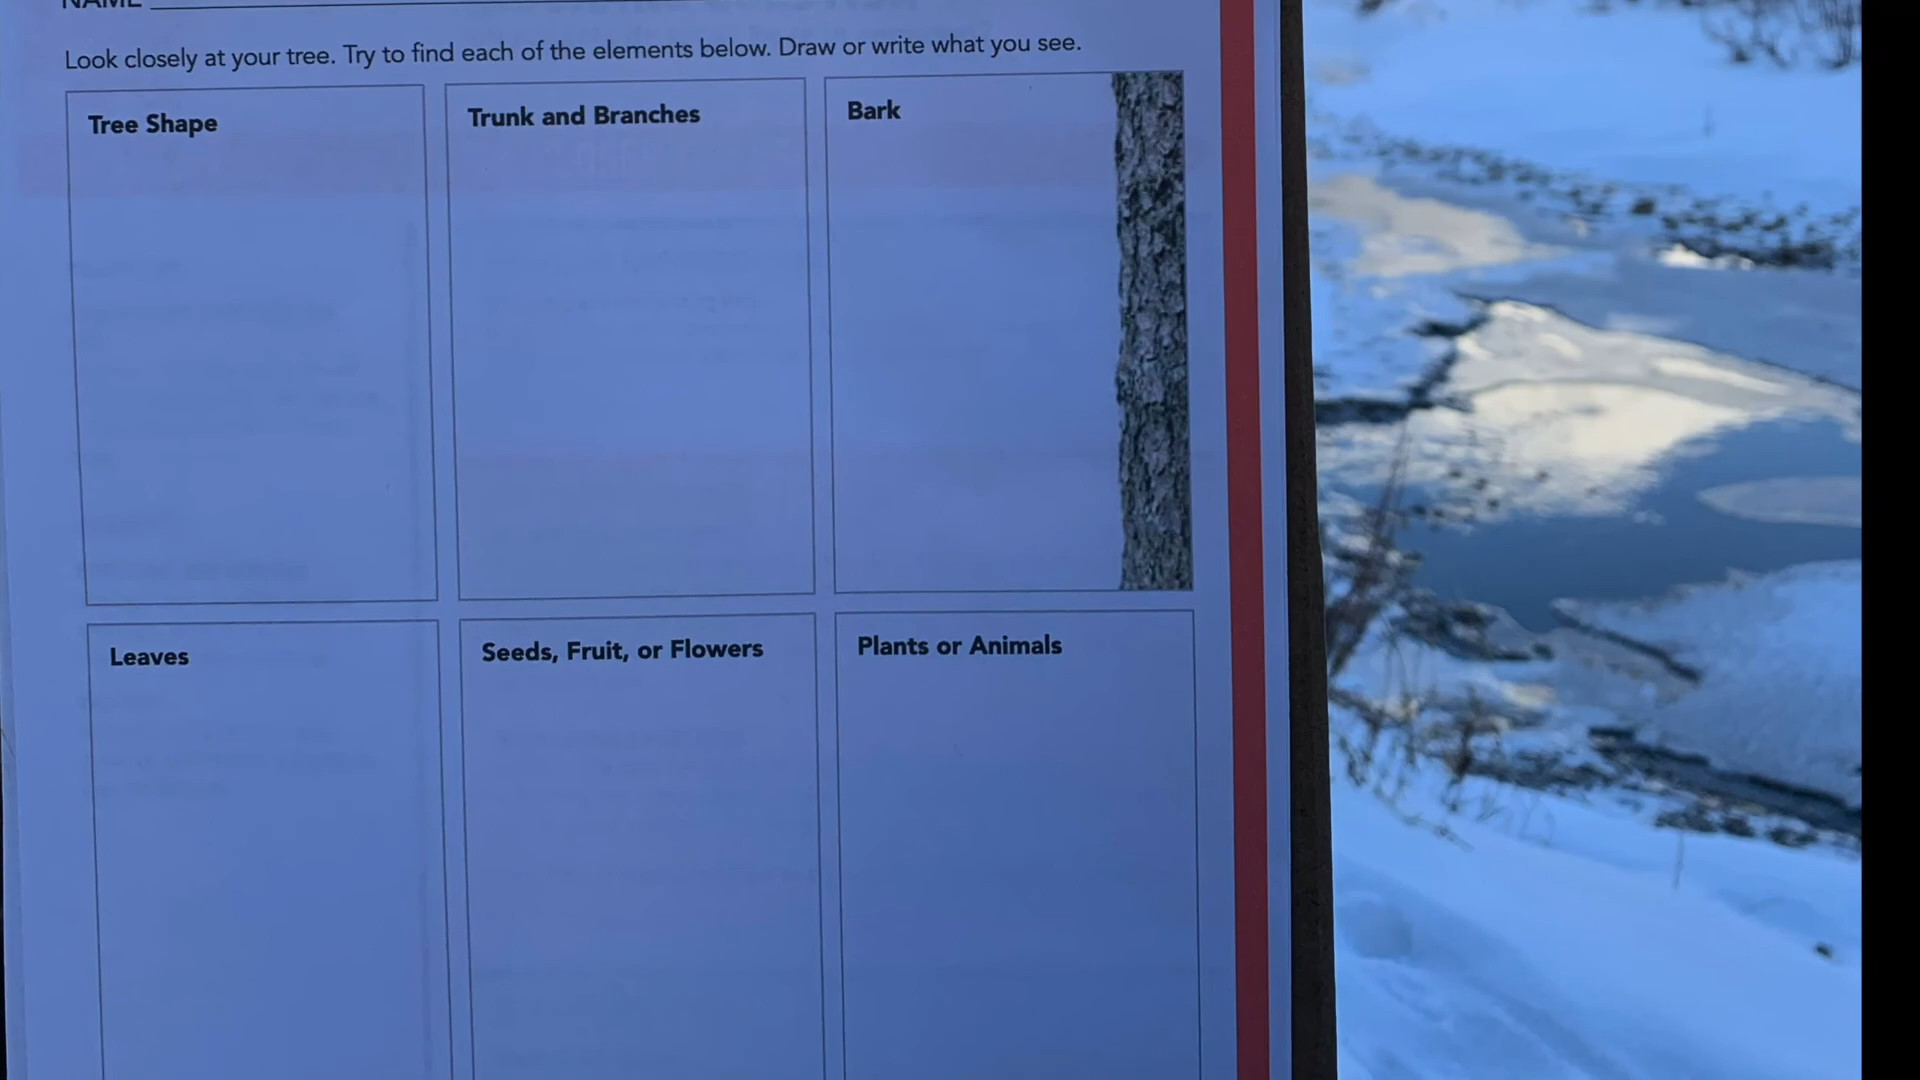 NAME
Look closely at your tree. Try to find each of the elements below. Draw or write what you see.
Tree Shape
Trunk and Branches
Bark
Leaves
Seeds, Fruit, or Flowers
Plants or Animals